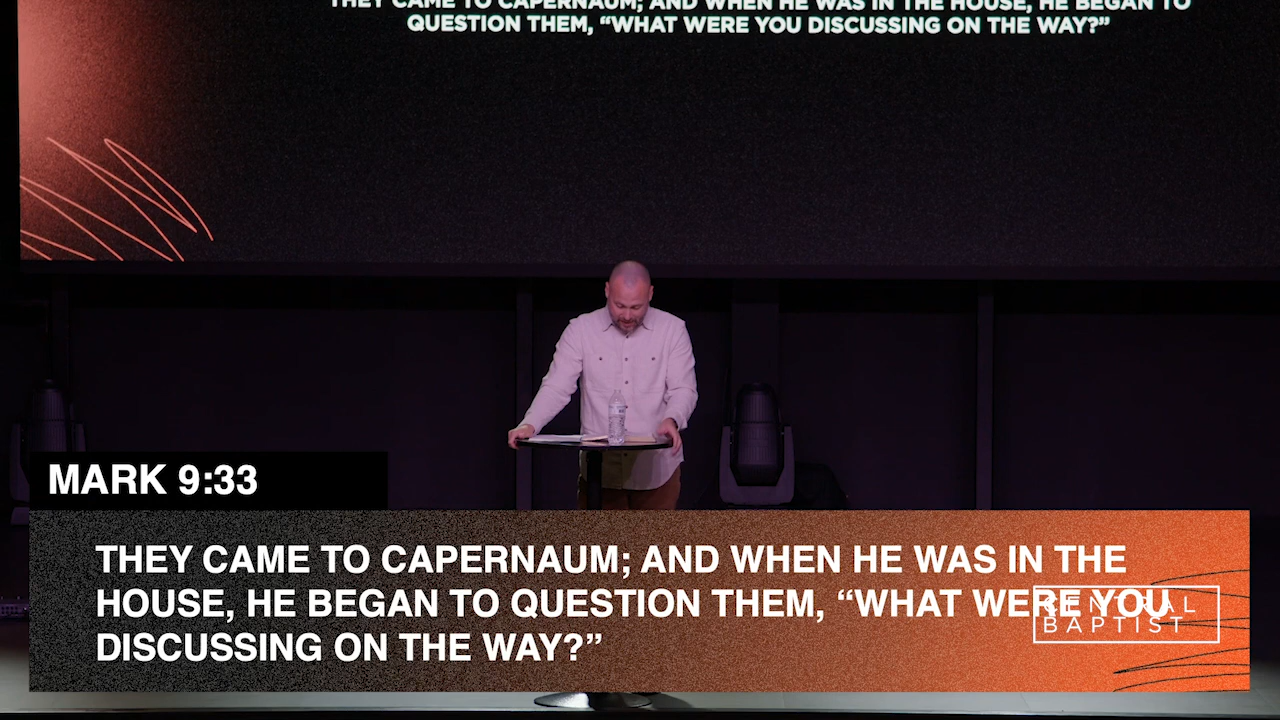 THEY CAME TO CAPERNAUM; AND WHEN HE WAS IN THE HOUSE, HE BEGAN TO
QUESTION THEM, “WHAT WERE YOU DISCUSSING ON THE WAY?”
MARK 9:33
THEY CAME TO CAPERNAUM; AND WHEN HE WAS IN THE
HOUSE, HE BEGAN TO QUESTION THEM, “WHAT WERE YOU
DISCUSSING ON THE WAY?”
CENTRAL
BAPTIST